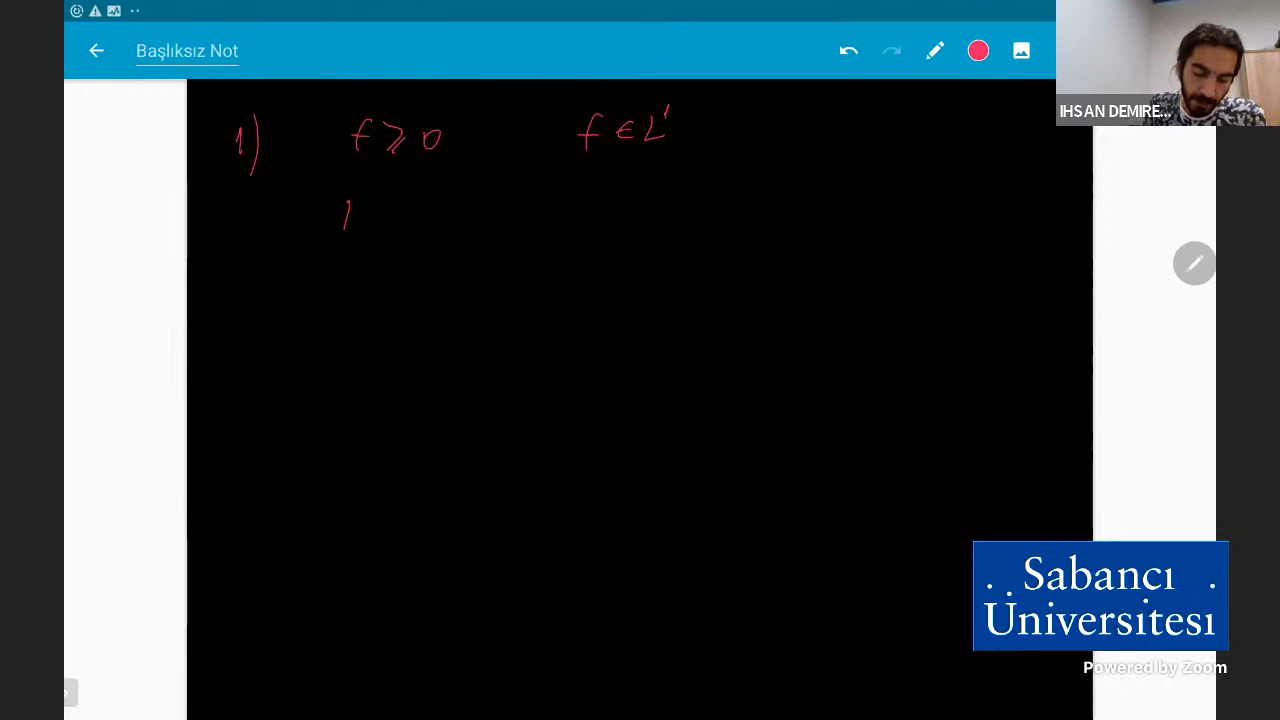 Başlıksız Not
IHSAN DEMIRE...
1) f ⩾ 0 f ∈ L¹
Sabancı
Üniversitesi
Powered by Zoom